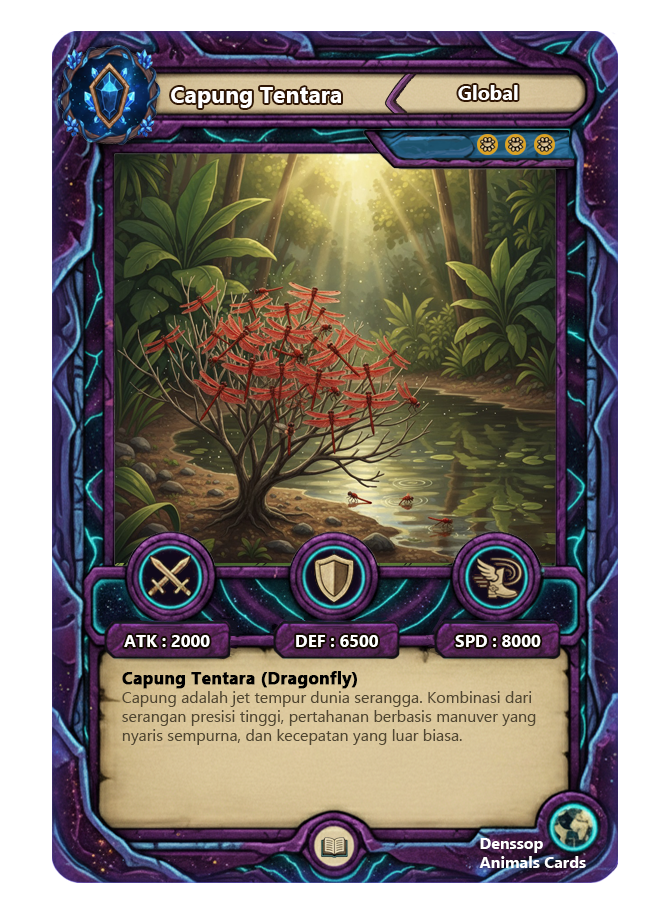 Capung Tentara
Global
ATK : 2000
DEF : 6500
SPD : 8000
Capung Tentara (Dragonfly)
Capung adalah jet tempur dunia serangga. Kombinasi dari
serangan presisi tinggi, pertahanan berbasis manuver yang
nyaris sempurna, dan kecepatan yang luar biasa.
Denssop
Animals Cards